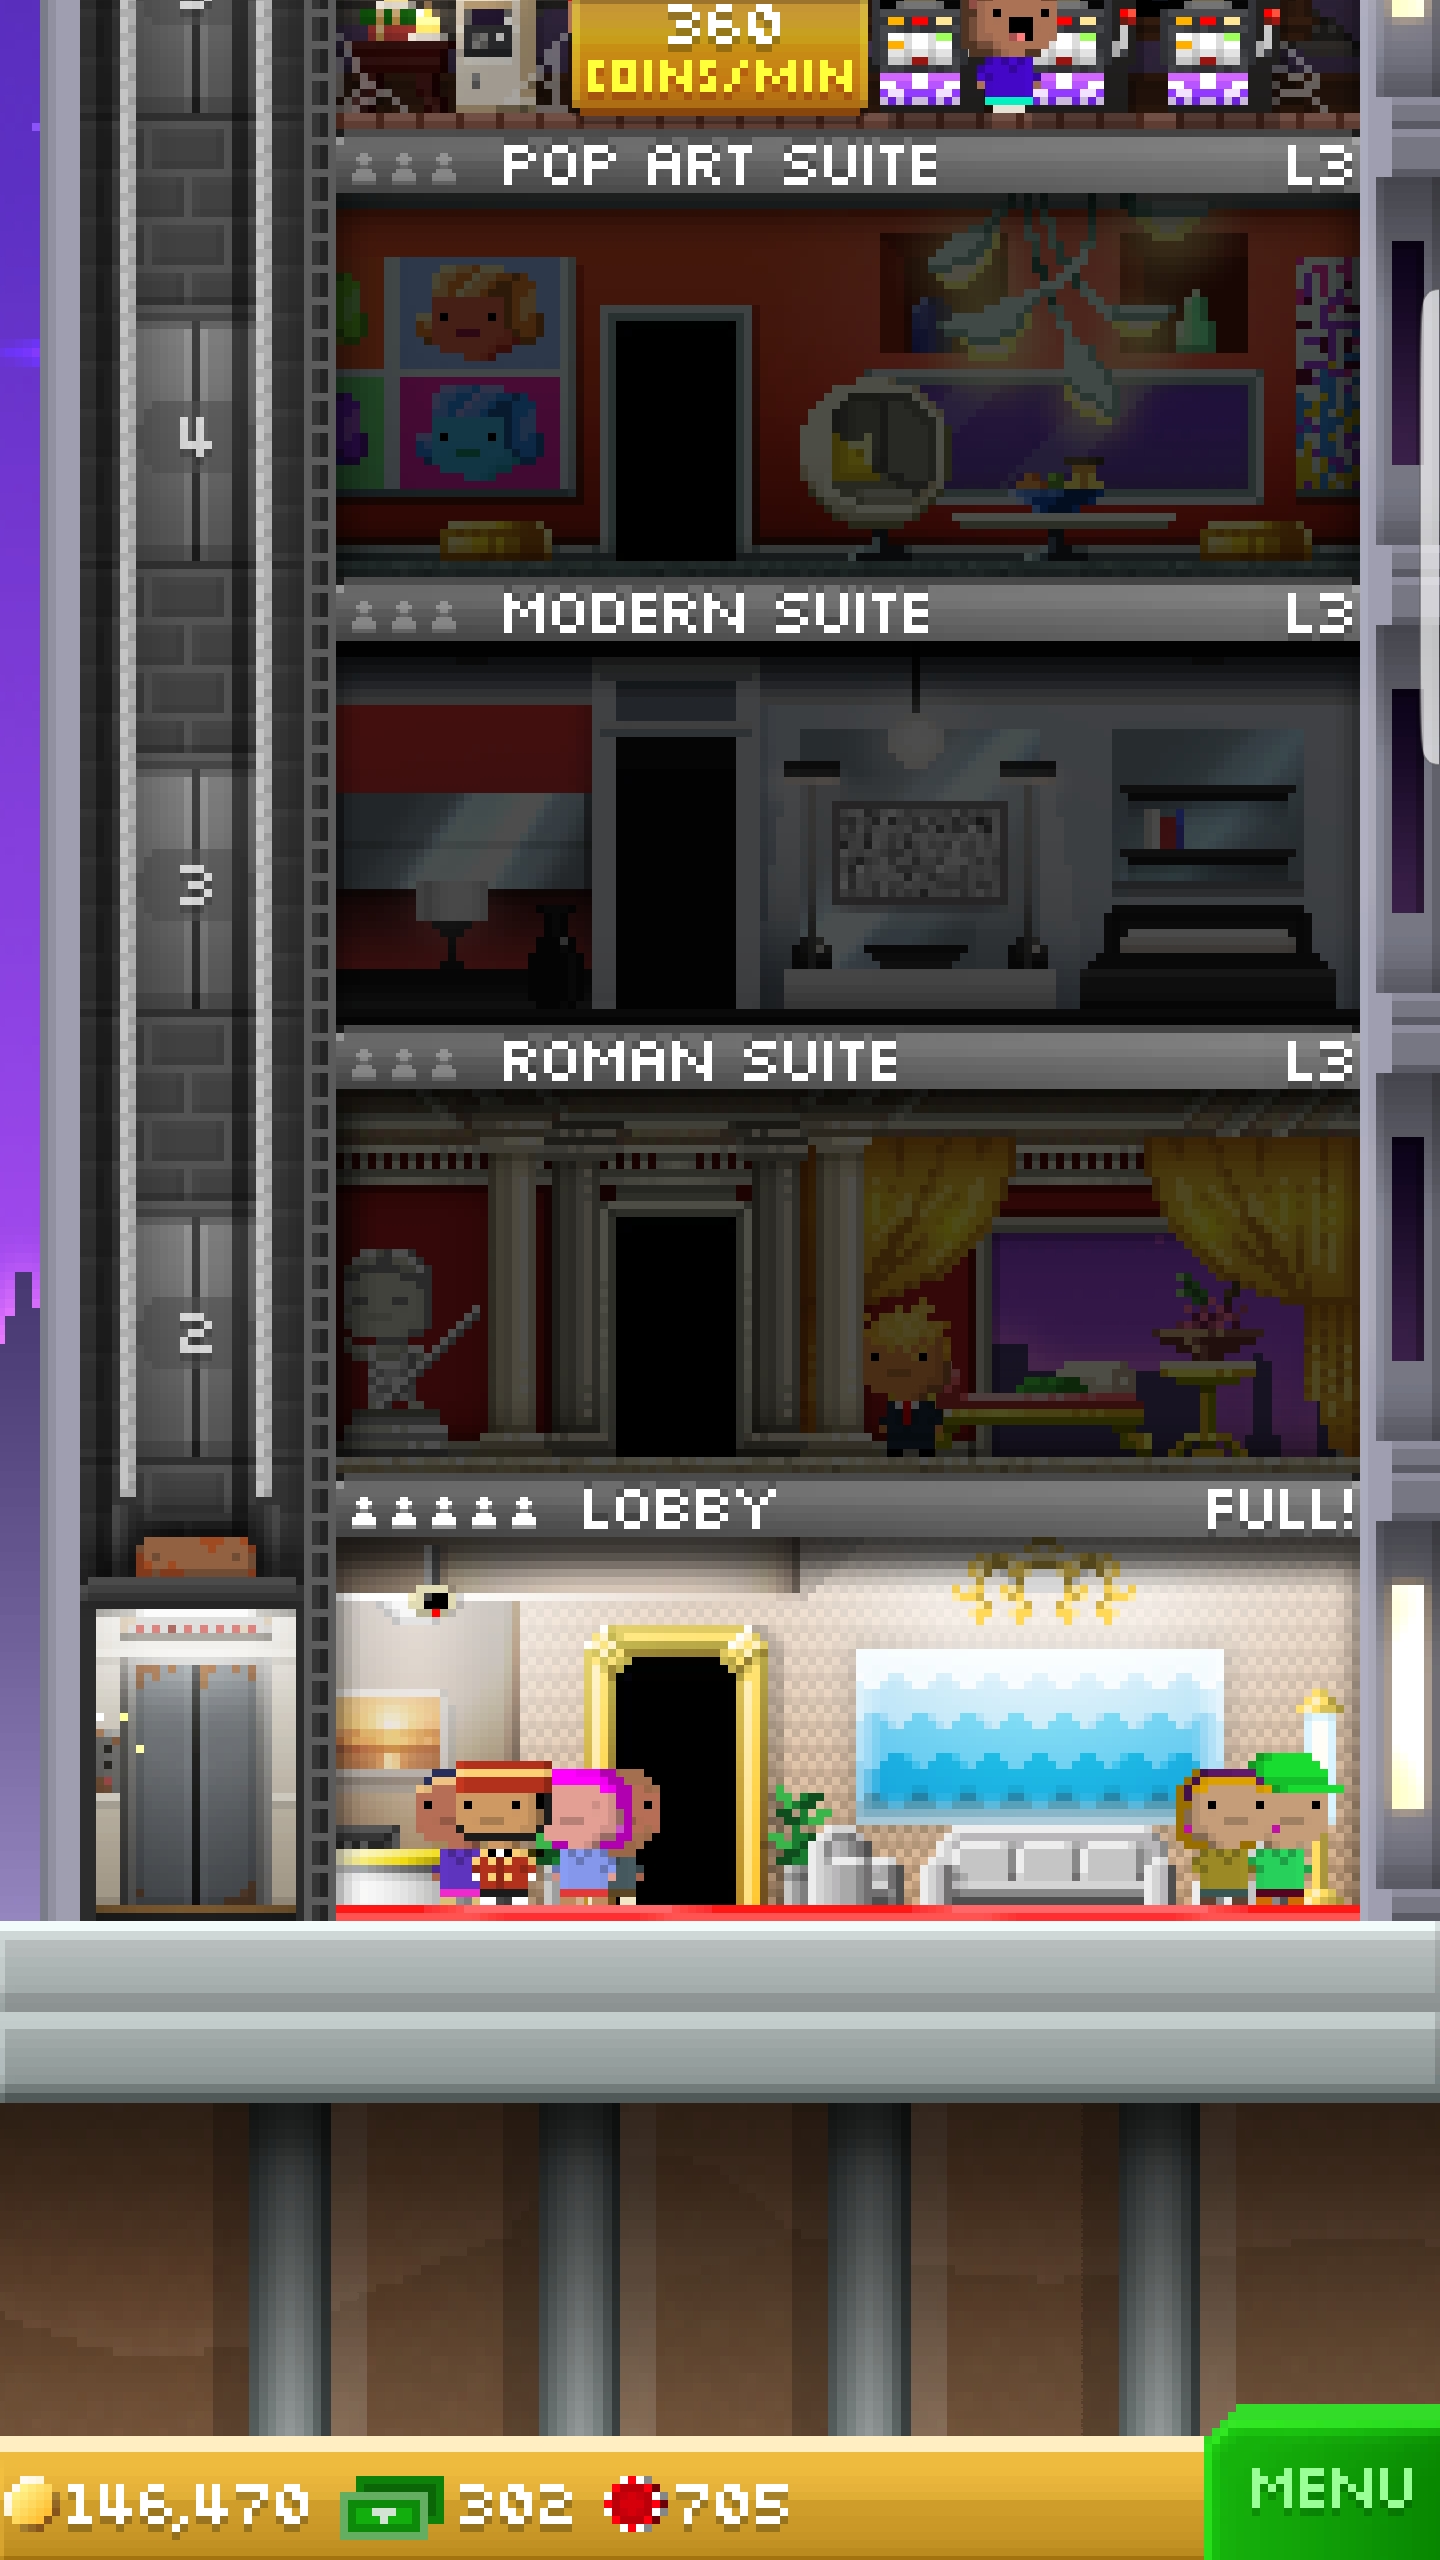 360
COINS/MIN
POP ART SUITE L3
4
MODERN SUITE L3
3
ROMAN SUITE L3
2
LOBBY FULL!
146,470 302 705 MENU